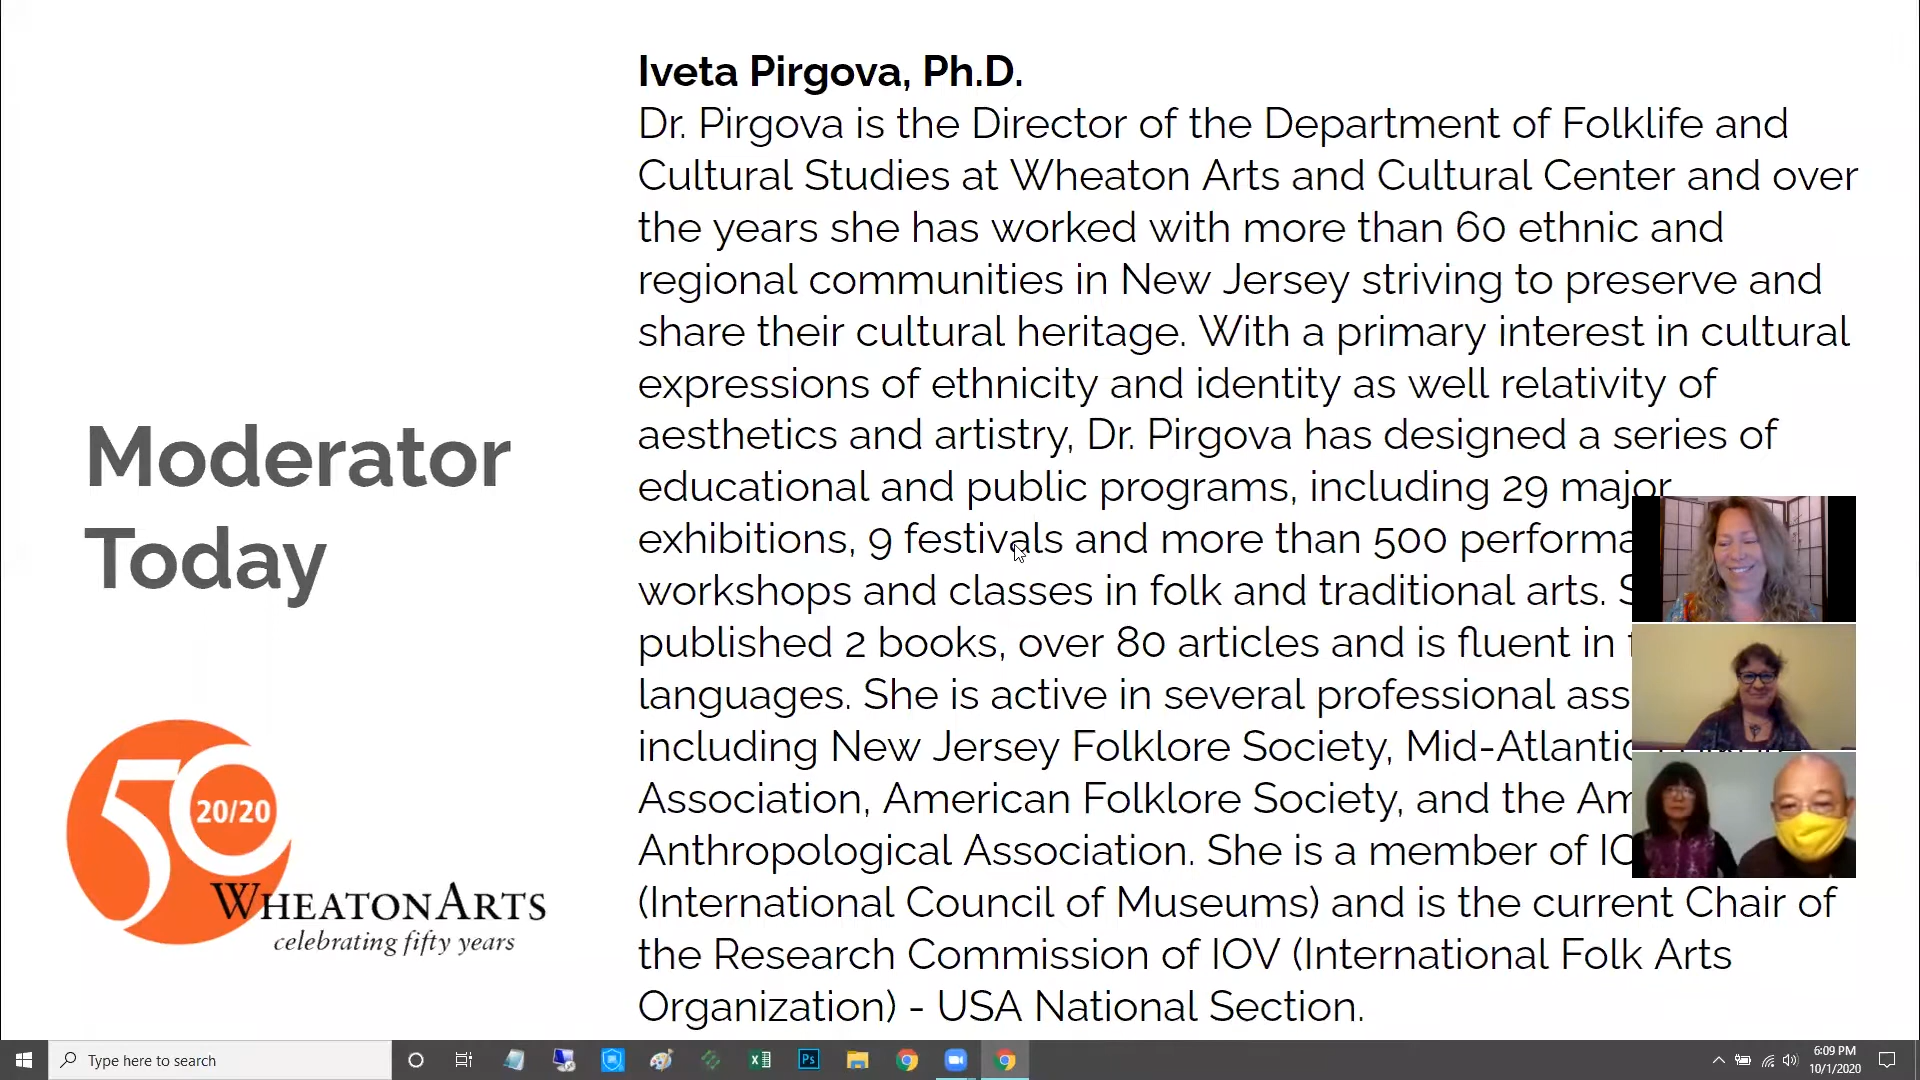 Iveta Pirgova, Ph.D.
Dr. Pirgova is the Director of the Department of Folklife and
Cultural Studies at Wheaton Arts and Cultural Center and over
the years she has worked with more than 60 ethnic and
regional communities in New Jersey striving to preserve and
share their cultural heritage. With a primary interest in cultural
expressions of ethnicity and identity as well relativity of
aesthetics and artistry, Dr. Pirgova has designed a series of
educational and public programs, including 29 major
exhibitions, 9 festivals and more than 500 performa
workshops and classes in folk and traditional arts. S
published 2 books, over 80 articles and is fluent in
languages. She is active in several professional ass
including New Jersey Folklore Society, Mid-Atlantic
Association, American Folklore Society, and the Am
Anthropological Association. She is a member of IC
(International Council of Museums) and is the current Chair of
the Research Commission of IOV (International Folk Arts
Organization) - USA National Section.
Moderator
Today
50
20/20
WHEATONARTS
celebrating fifty years
Type here to search
Ps
6:09 PM
10/1/2020